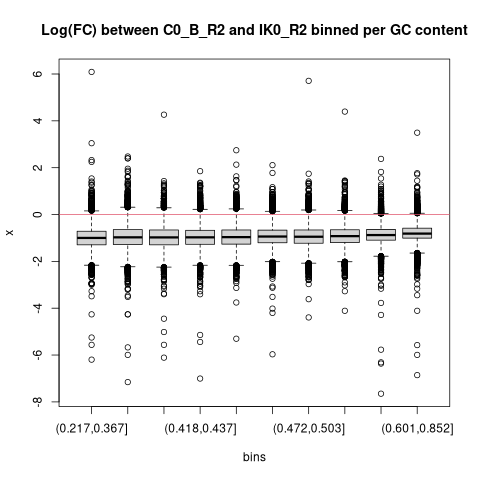 Log(FC) between C0_B_R2 and IK0_R2 binned per GC content
6
4
2
0
-2
-4
-6
-8
x
(0.217,0.367] (0.418,0.437] (0.472,0.503] (0.601,0.852]
bins